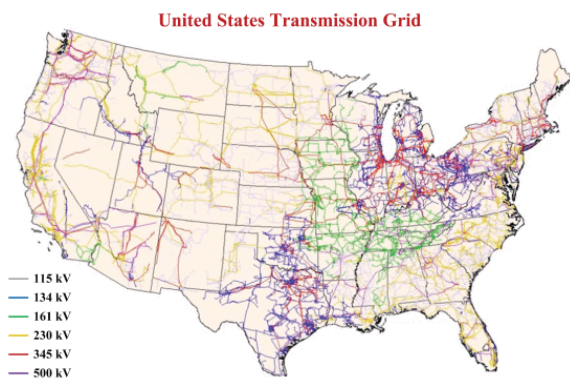 United States Transmission Grid
115 kV
134 kV
161 kV
230 kV
345 kV
500 kV